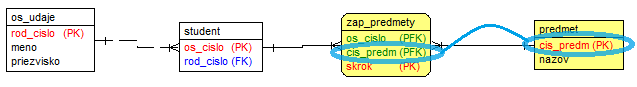 os_udaje
rod_cislo (PK)
meno
priezvisko
student
os_cislo (PK)
rod_cislo (FK)
zap_predmety
os_cislo (PFK)
cis_predm (PFK)
skrok (PK)
predmet
cis_predm (PK)
nazov